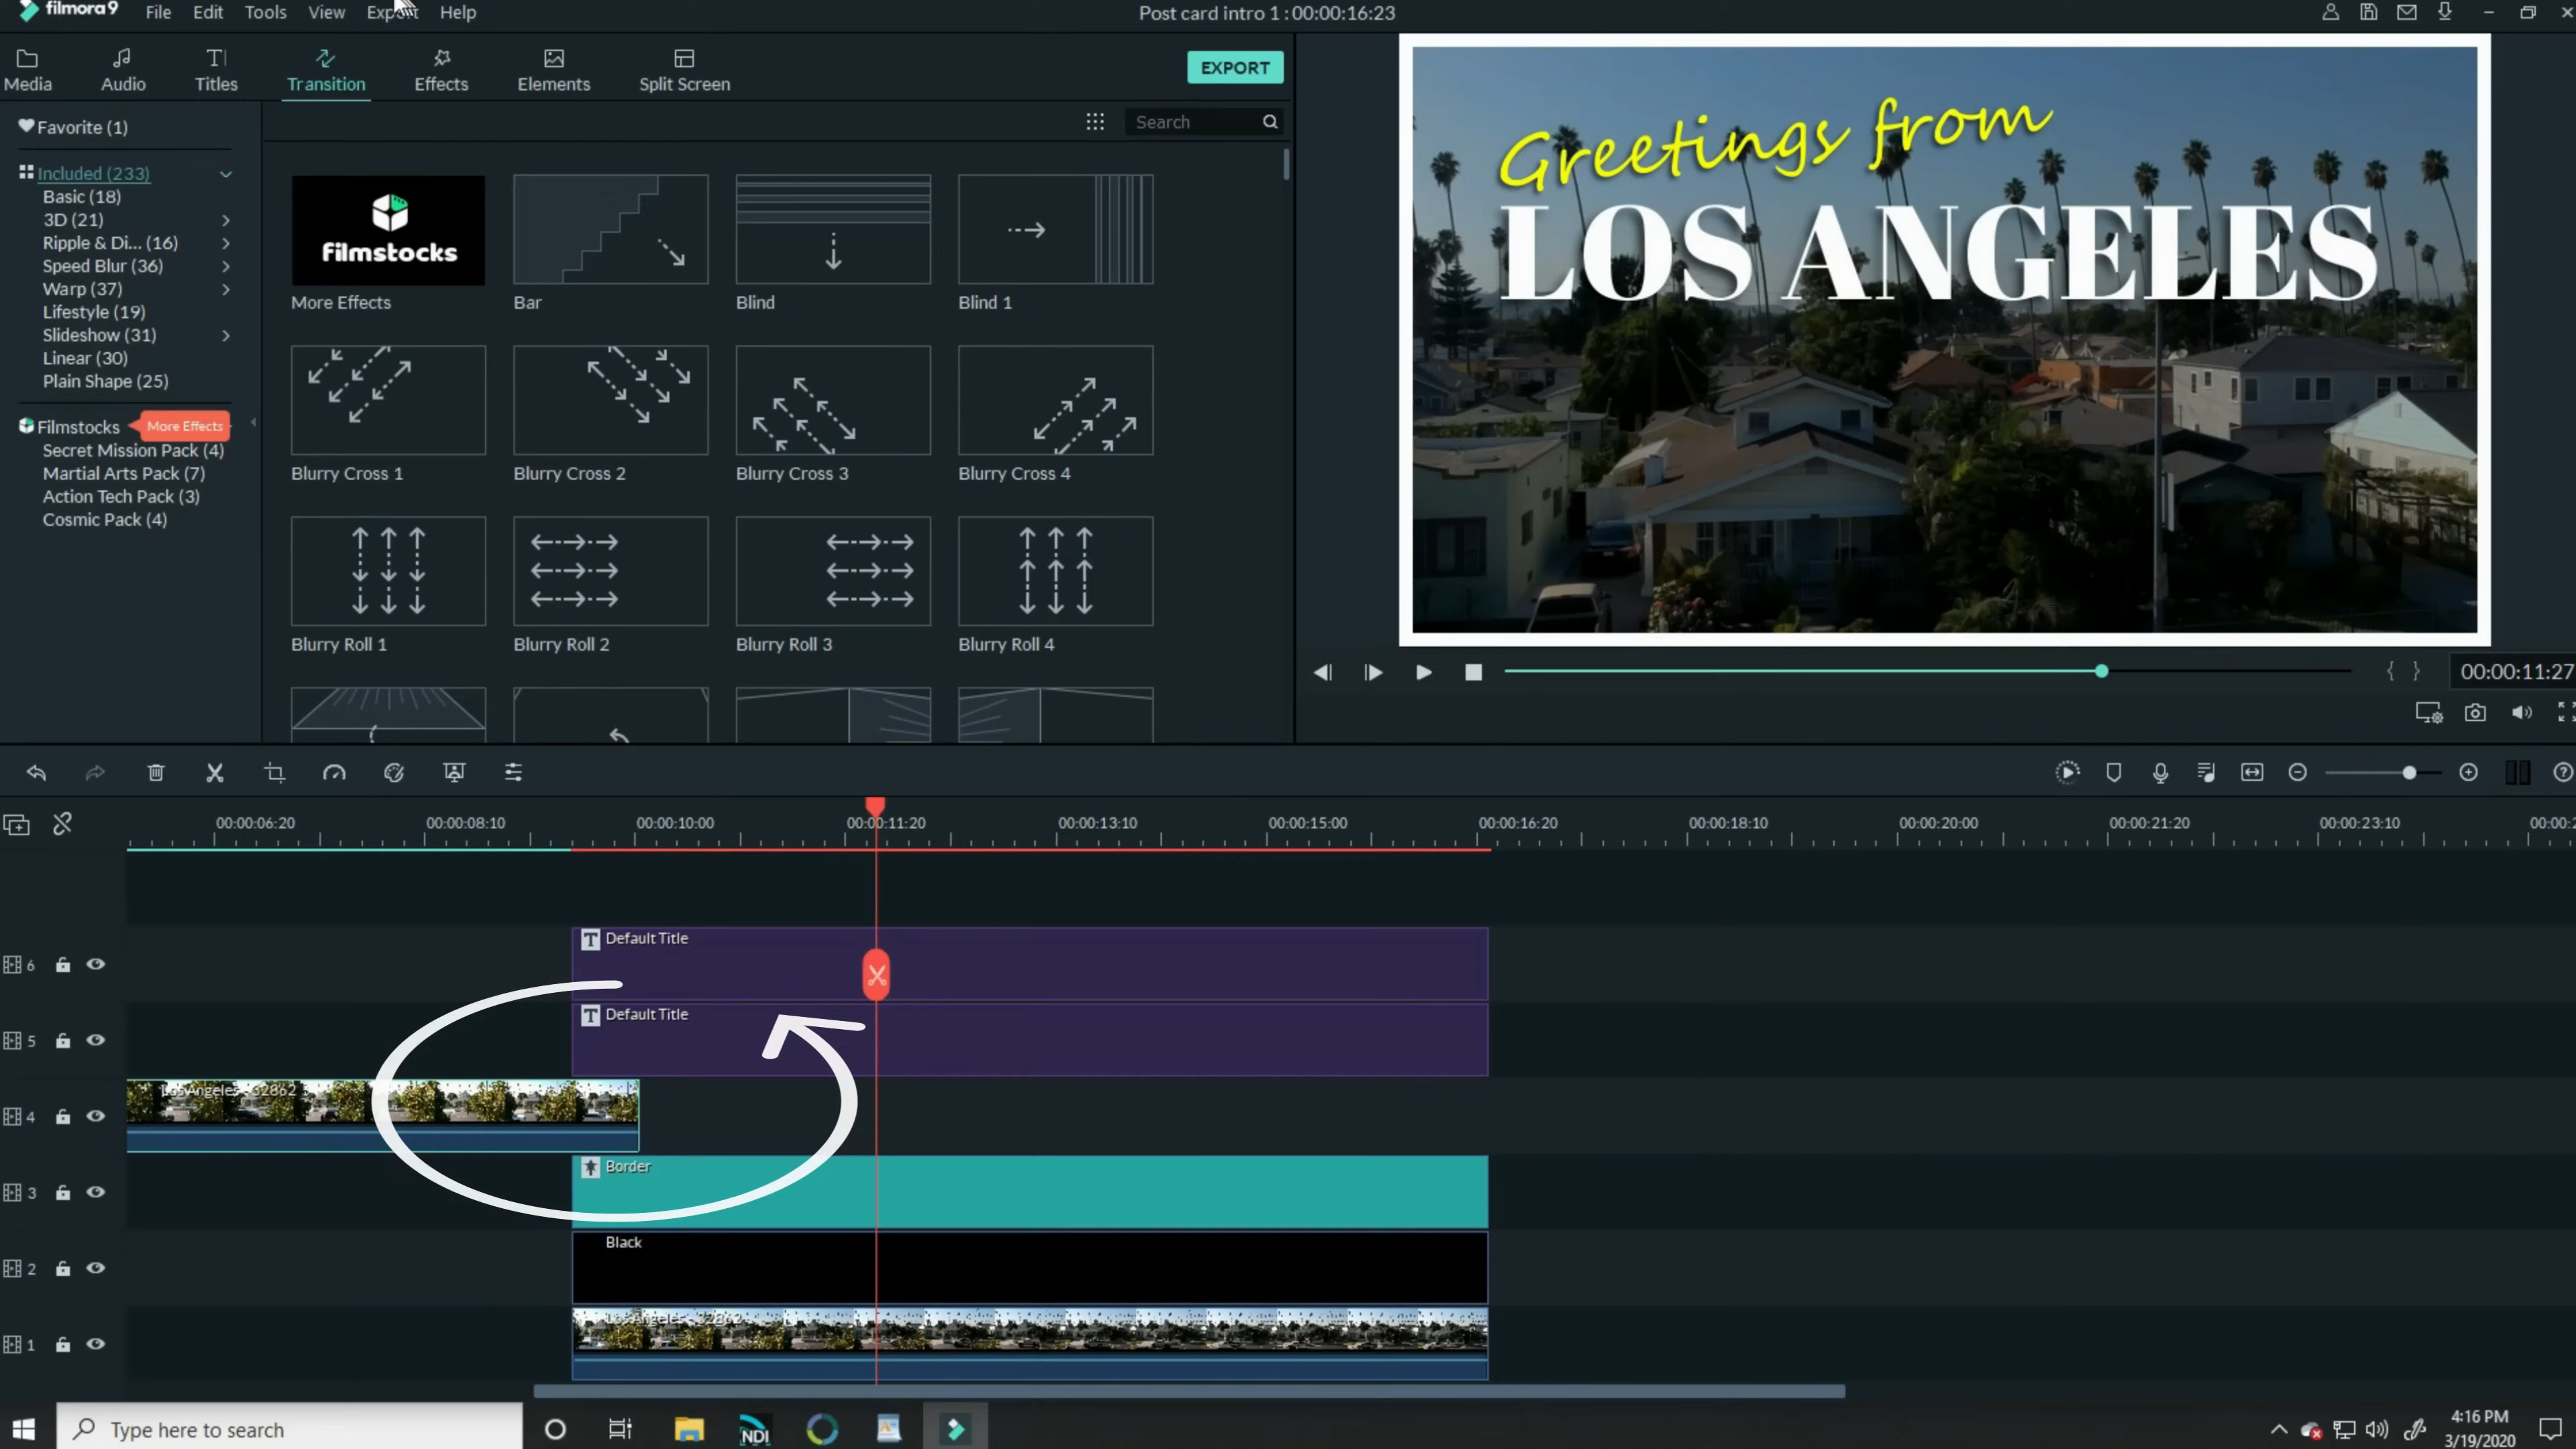 filmora9
File Edit Tools View Export Help
Post card intro 1 : 00:00:16:23
Media Audio Titles Transition Effects Elements Split Screen
EXPORT
Favorite (1)
Search
Included (233)
Basic (18)
3D (21)
Ripple & Di... (16)
Speed Blur (36)
Warp (37)
Lifestyle (19)
Slideshow (31)
Linear (30)
Plain Shape (25)
Filmstocks More Effects
Secret Mission Pack (4)
Martial Arts Pack (7)
Action Tech Pack (3)
Cosmic Pack (4)
filmstocks
More Effects Bar Blind Blind 1
Blurry Cross 1 Blurry Cross 2 Blurry Cross 3 Blurry Cross 4
Blurry Roll 1 Blurry Roll 2 Blurry Roll 3 Blurry Roll 4
Greetings from
LOS ANGELES
00:00:11:27
00:00:06:20 00:00:08:10 00:00:10:00 00:00:11:20 00:00:13:10 00:00:15:00 00:00:16:20 00:00:18:10 00:00:20:00 00:00:21:20 00:00:23:10
6 Default Title
5 Default Title
4 LosAngeles - 32862
3 Border
2 Black
1 LosAngeles - 32862
Type here to search
NDI
4:16 PM
3/19/2020